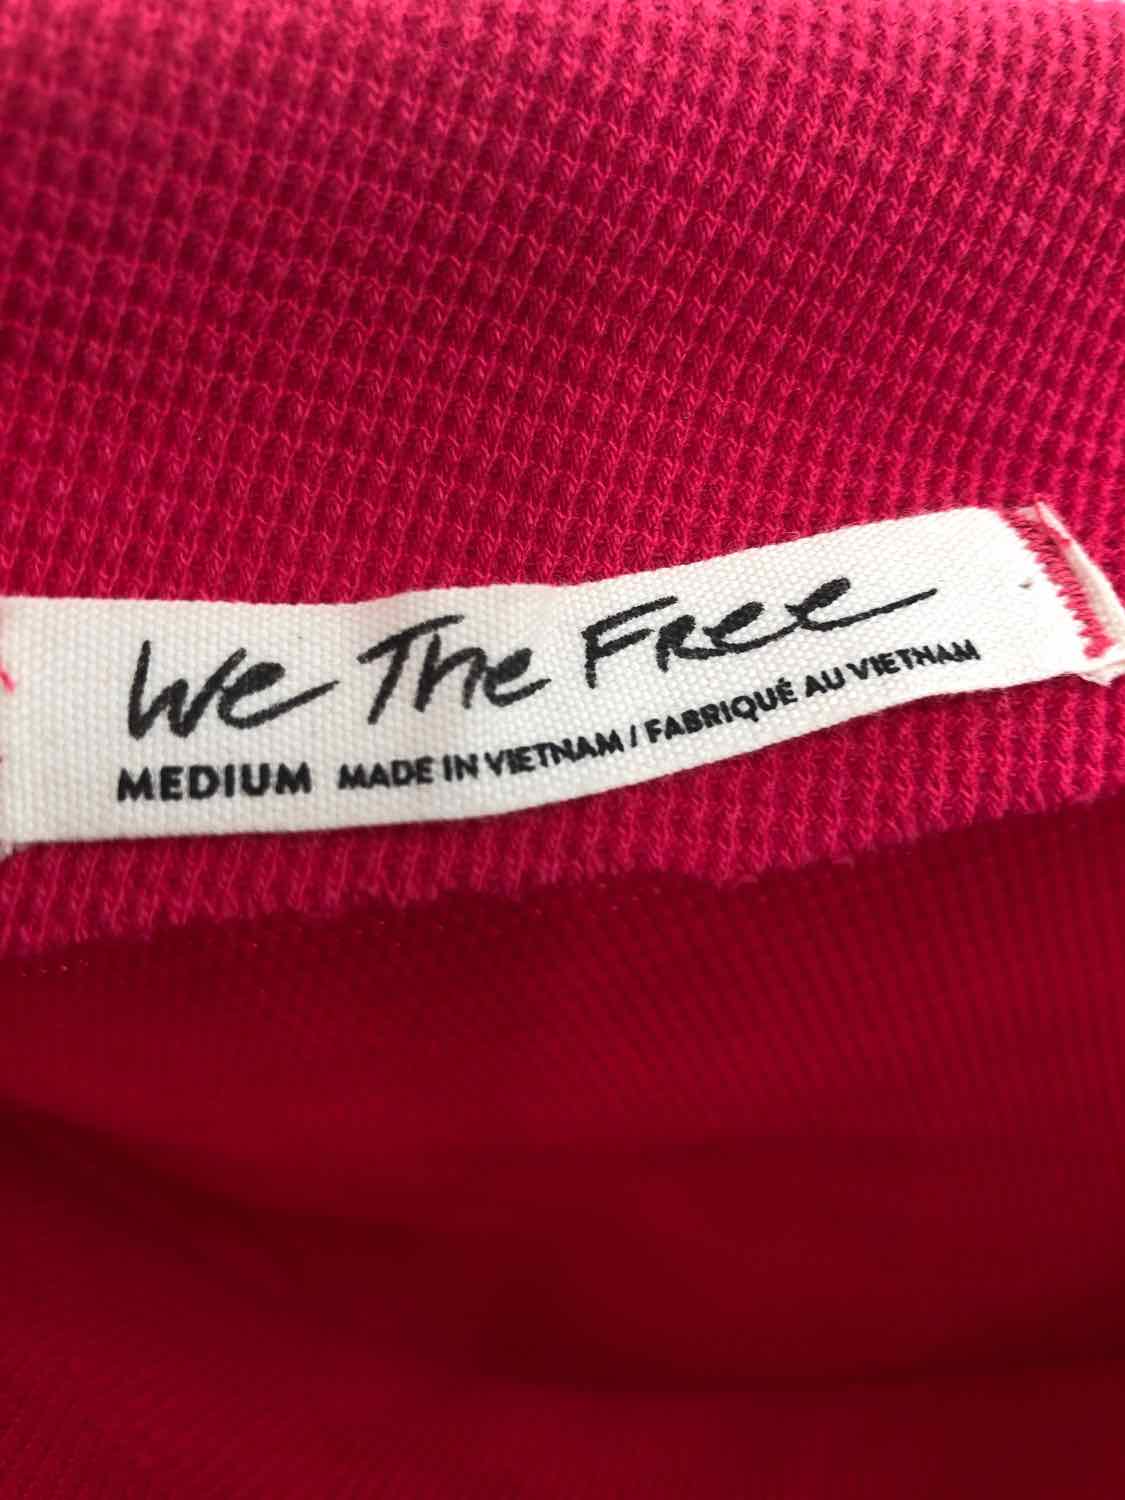 We The Free
MEDIUM MADE IN VIETNAM / FABRIQUÉ AU VIETNAM